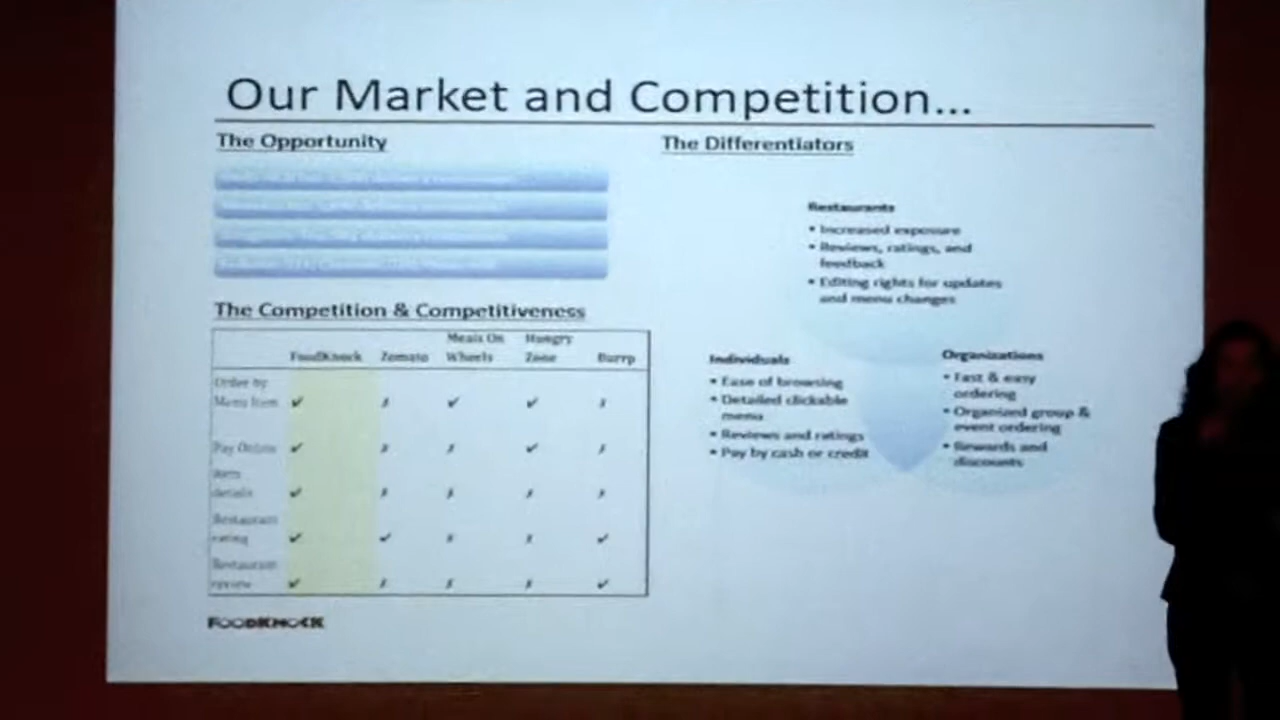 Our Market and Competition...
The Opportunity
The Competition & Competitiveness
Meals On Hungry
FoodKnock Zomato Wheels Zone Burrp
Order by
Menu Item ✓ ✗ ✓ ✓ ✗
Pay Online ✓ ✗ ✗ ✓ ✗
Item
details ✓ ✗ ✗ ✗ ✗
Restaurant
rating ✓ ✓ ✗ ✗ ✓
Restaurant
review ✓ ✗ ✗ ✗ ✓
FOODKNOCK
The Differentiators
Restaurants
• Increased exposure
• Reviews, ratings, and
feedback
• Editing rights for updates
and menu changes
Individuals
• Ease of browsing
• Detailed clickable
menu
• Reviews and ratings
• Pay by cash or credit
Organizations
• Fast & easy
ordering
• Organized group &
event ordering
• Rewards and
discounts